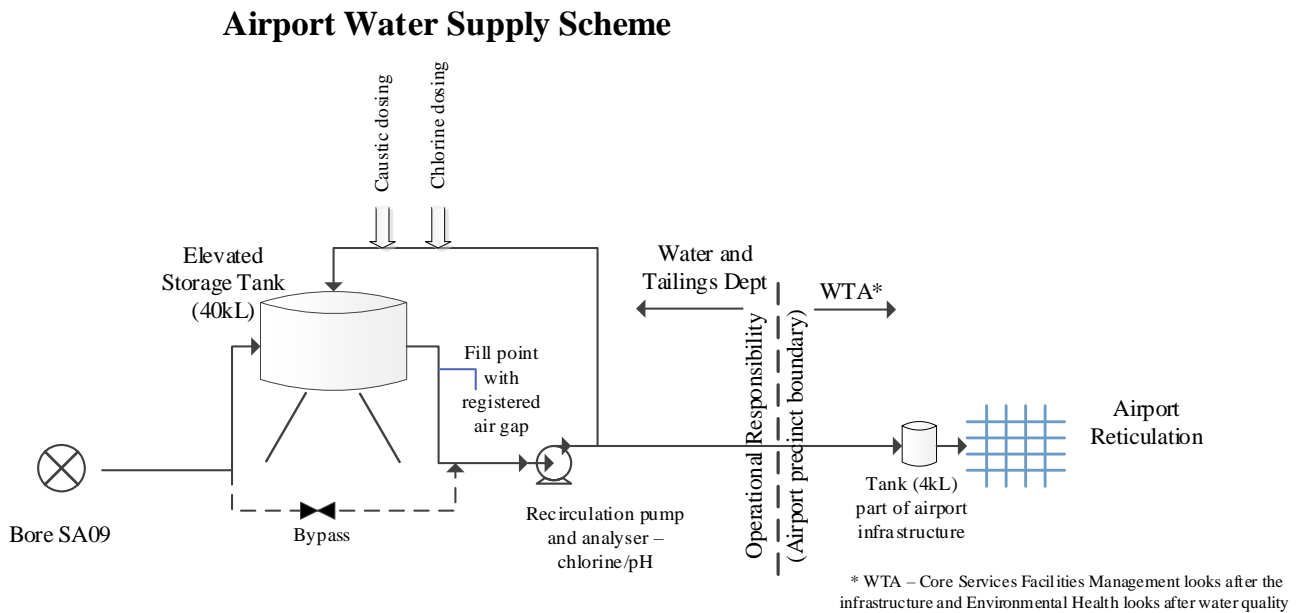 Airport Water Supply Scheme
Caustic dosing
Chlorine dosing
Elevated
Storage Tank
(40kL)
Water and
Tailings Dept
WTA*
Operational Responsibility
(Airport precinct boundary)
Fill point
with
registered
air gap
Airport
Reticulation
Bore SA09
Bypass
Recirculation pump
and analyser –
chlorine/pH
Tank (4kL)
part of airport
infrastructure
* WTA – Core Services Facilities Management looks after the
infrastructure and Environmental Health looks after water quality